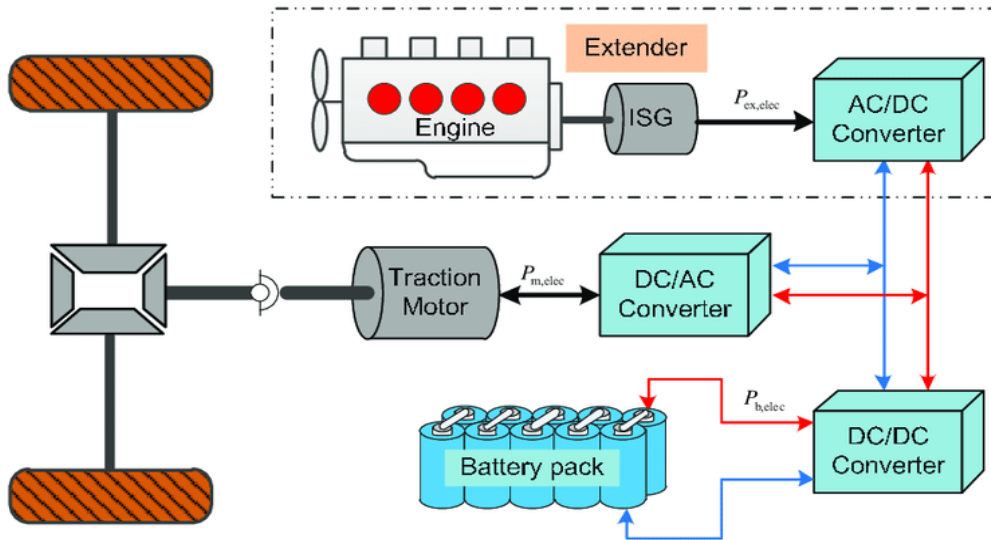 Extender
Engine
ISG
P_ex,elec
AC/DC
Converter
Traction
Motor
P_m,elec
DC/AC
Converter
P_b,elec
Battery pack
DC/DC
Converter